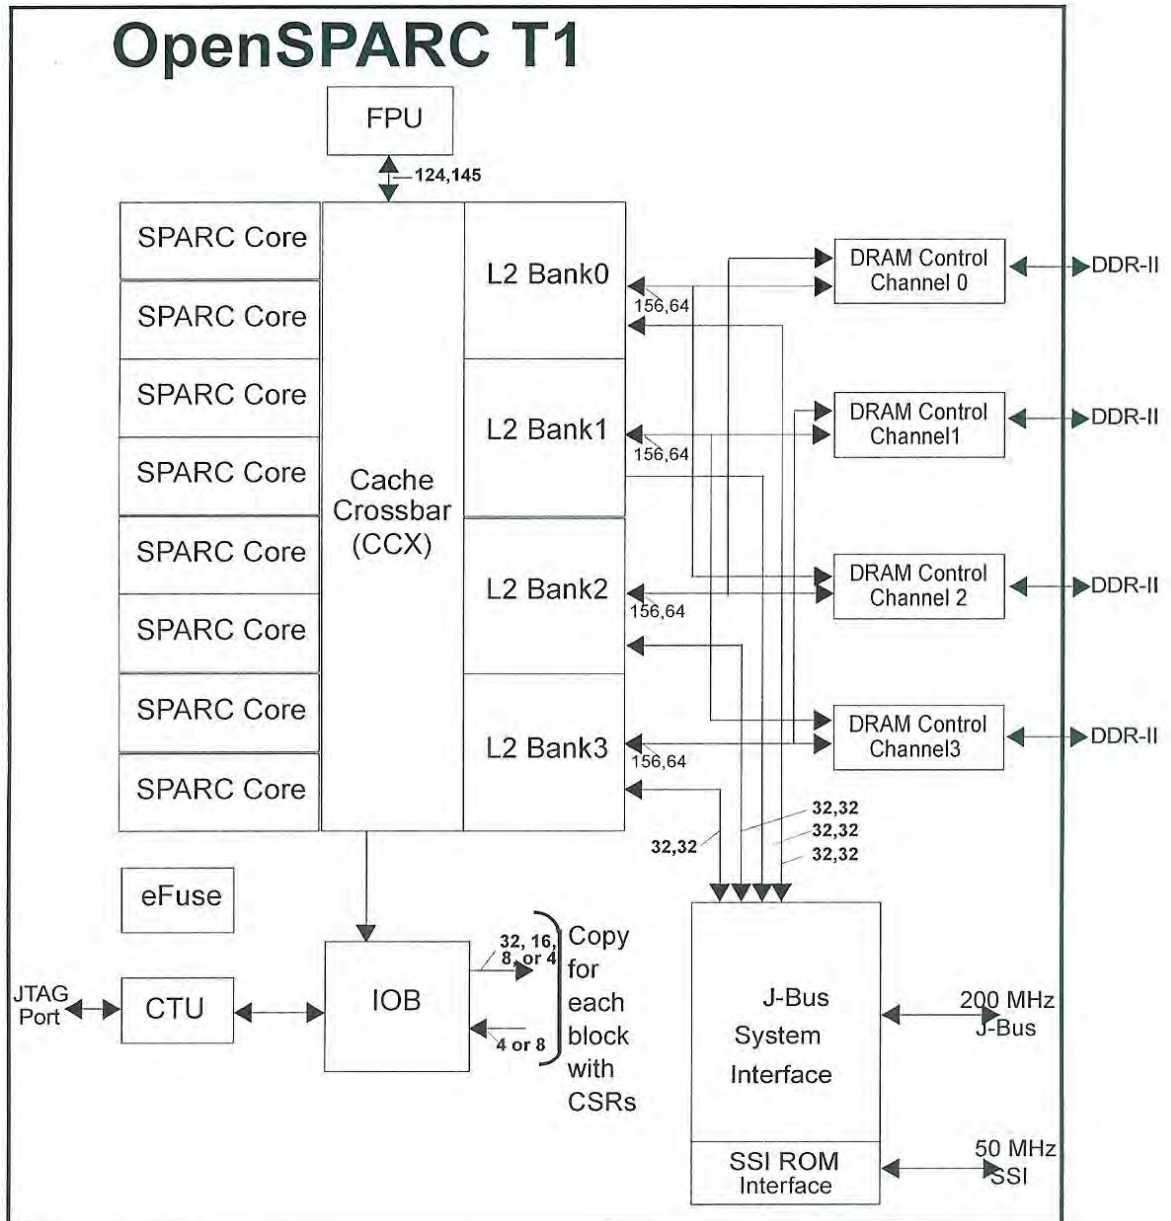 OpenSPARC T1
FPU
124,145
SPARC Core
SPARC Core
SPARC Core
SPARC Core
SPARC Core
SPARC Core
SPARC Core
SPARC Core
Cache
Crossbar
(CCX)
L2 Bank0
L2 Bank1
L2 Bank2
L2 Bank3
156,64
156,64
156,64
156,64
DRAM Control
Channel 0
DDR-II
DRAM Control
Channel1
DDR-II
DRAM Control
Channel 2
DDR-II
DRAM Control
Channel3
DDR-II
32,32
32,32
32,32
32,32
eFuse
JTAG
Port
CTU
IOB
32, 16,
8, or 4
4 or 8
Copy
for
each
block
with
CSRs
J-Bus
System
Interface
200 MHz
J-Bus
SSI ROM
Interface
50 MHz
SSI